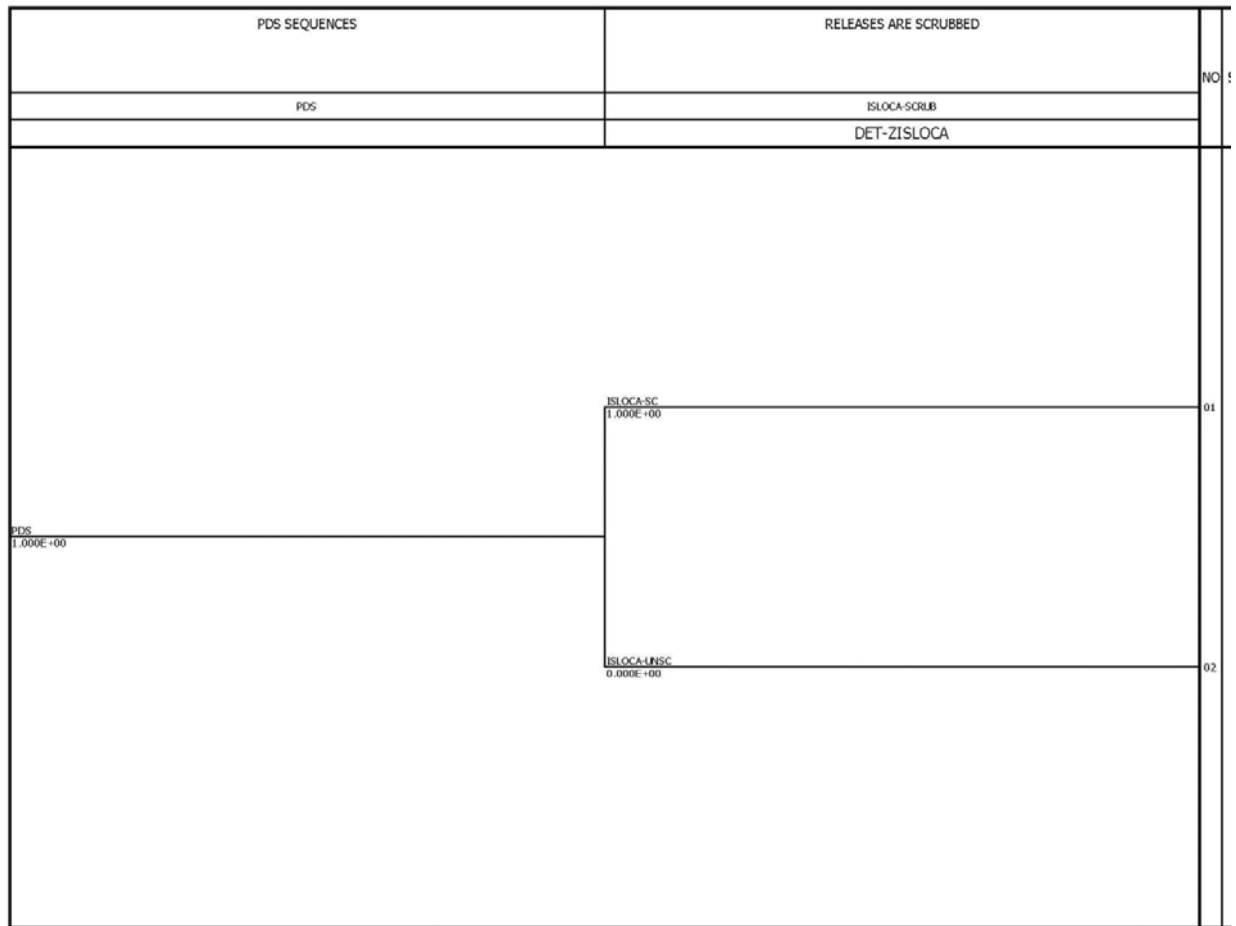 PDS SEQUENCES
RELEASES ARE SCRUBBED
NO
PDS
ISLOCA-SCRUB
DET-ZISLOCA
ISLOCA-SC
1.000E+00
01
PDS
1.000E+00
ISLOCA-UNSC
0.000E+00
02